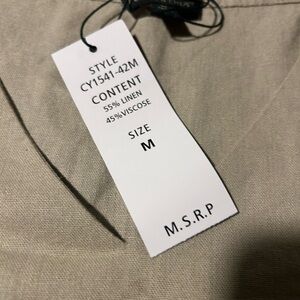 STYLE
CY1541-42M
CONTENT
55% LINEN
45%VISCOSE
SIZE
M
M.S.R.P